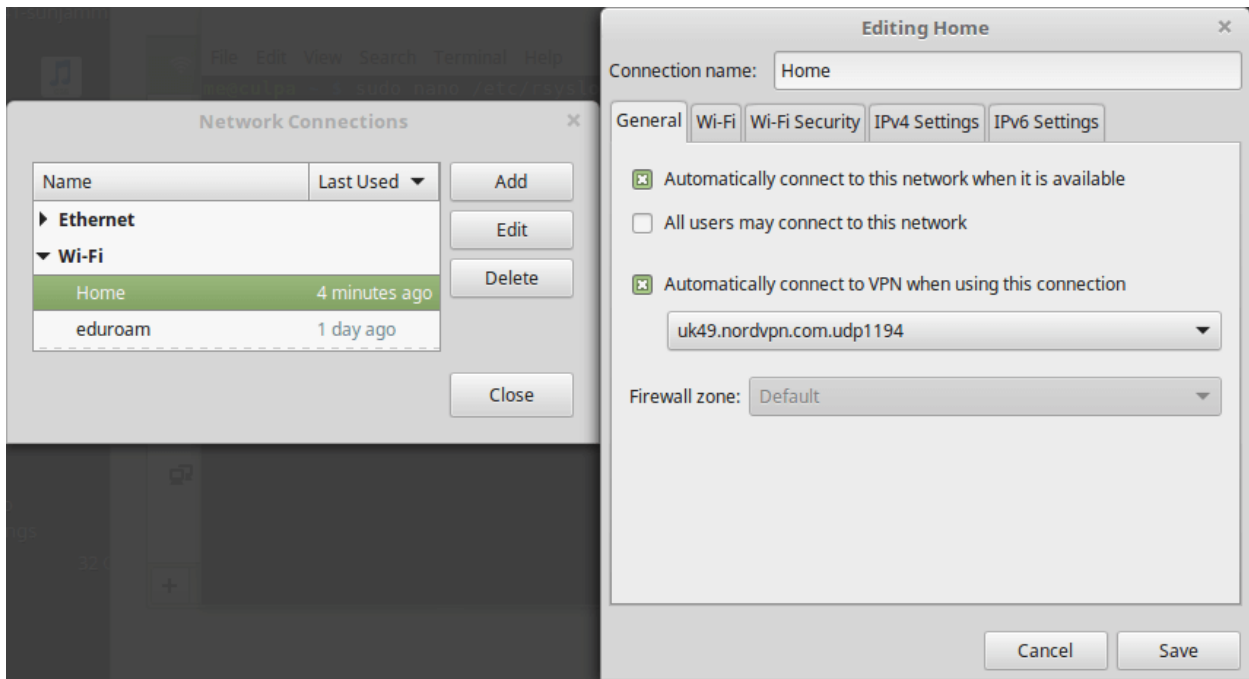 File Edit View Search Terminal Help
$ sudo nano /etc/rsysl
Network Connections
Name Last Used
Ethernet
Wi-Fi
Home 4 minutes ago
eduroam 1 day ago
Add
Edit
Delete
Close
Editing Home
Connection name: Home
General Wi-Fi Wi-Fi Security IPv4 Settings IPv6 Settings
Automatically connect to this network when it is available
All users may connect to this network
Automatically connect to VPN when using this connection
uk49.nordvpn.com.udp1194
Firewall zone: Default
Cancel Save